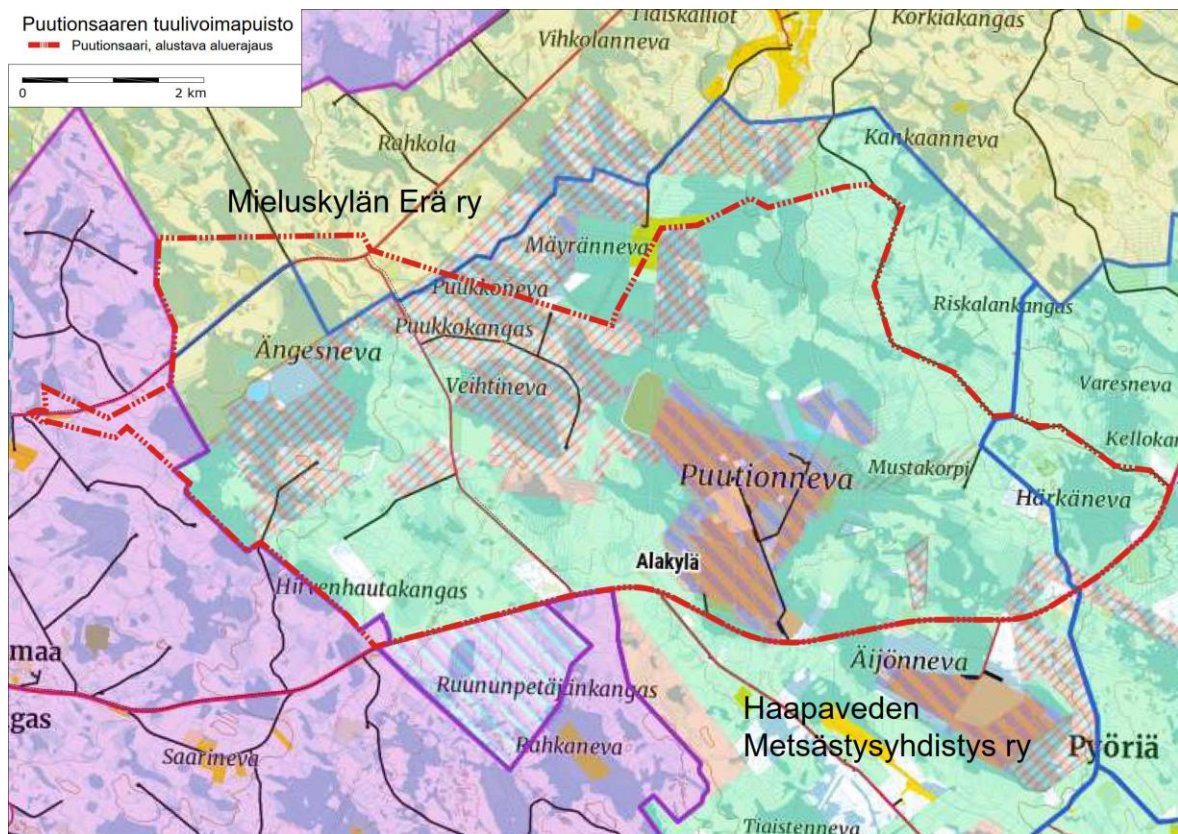 Puutionsaaren tuulivoimapuisto
Puutionsaari, alustava aluerajaus
0 2 km
Tiaiskalliot
Korkiakangas
Vihkolanneva
Kankaanneva
Rahkola
Mieluskylän Erä ry
Mäyränneva
Puukkoneva
Riskalankangas
Puukkokangas
Ängesneva
Veihtineva
Varesneva
Kellokan
Puutionneva
Mustakorpi
Härkäneva
Alakylä
Hirvenhautakangas
maa
Äijönneva
Ruununpetäjänkangas
gas
Haapaveden
Metsästysyhdistys ry
Pyöriä
Saarineva
Rahkaneva
Tiaistenneva